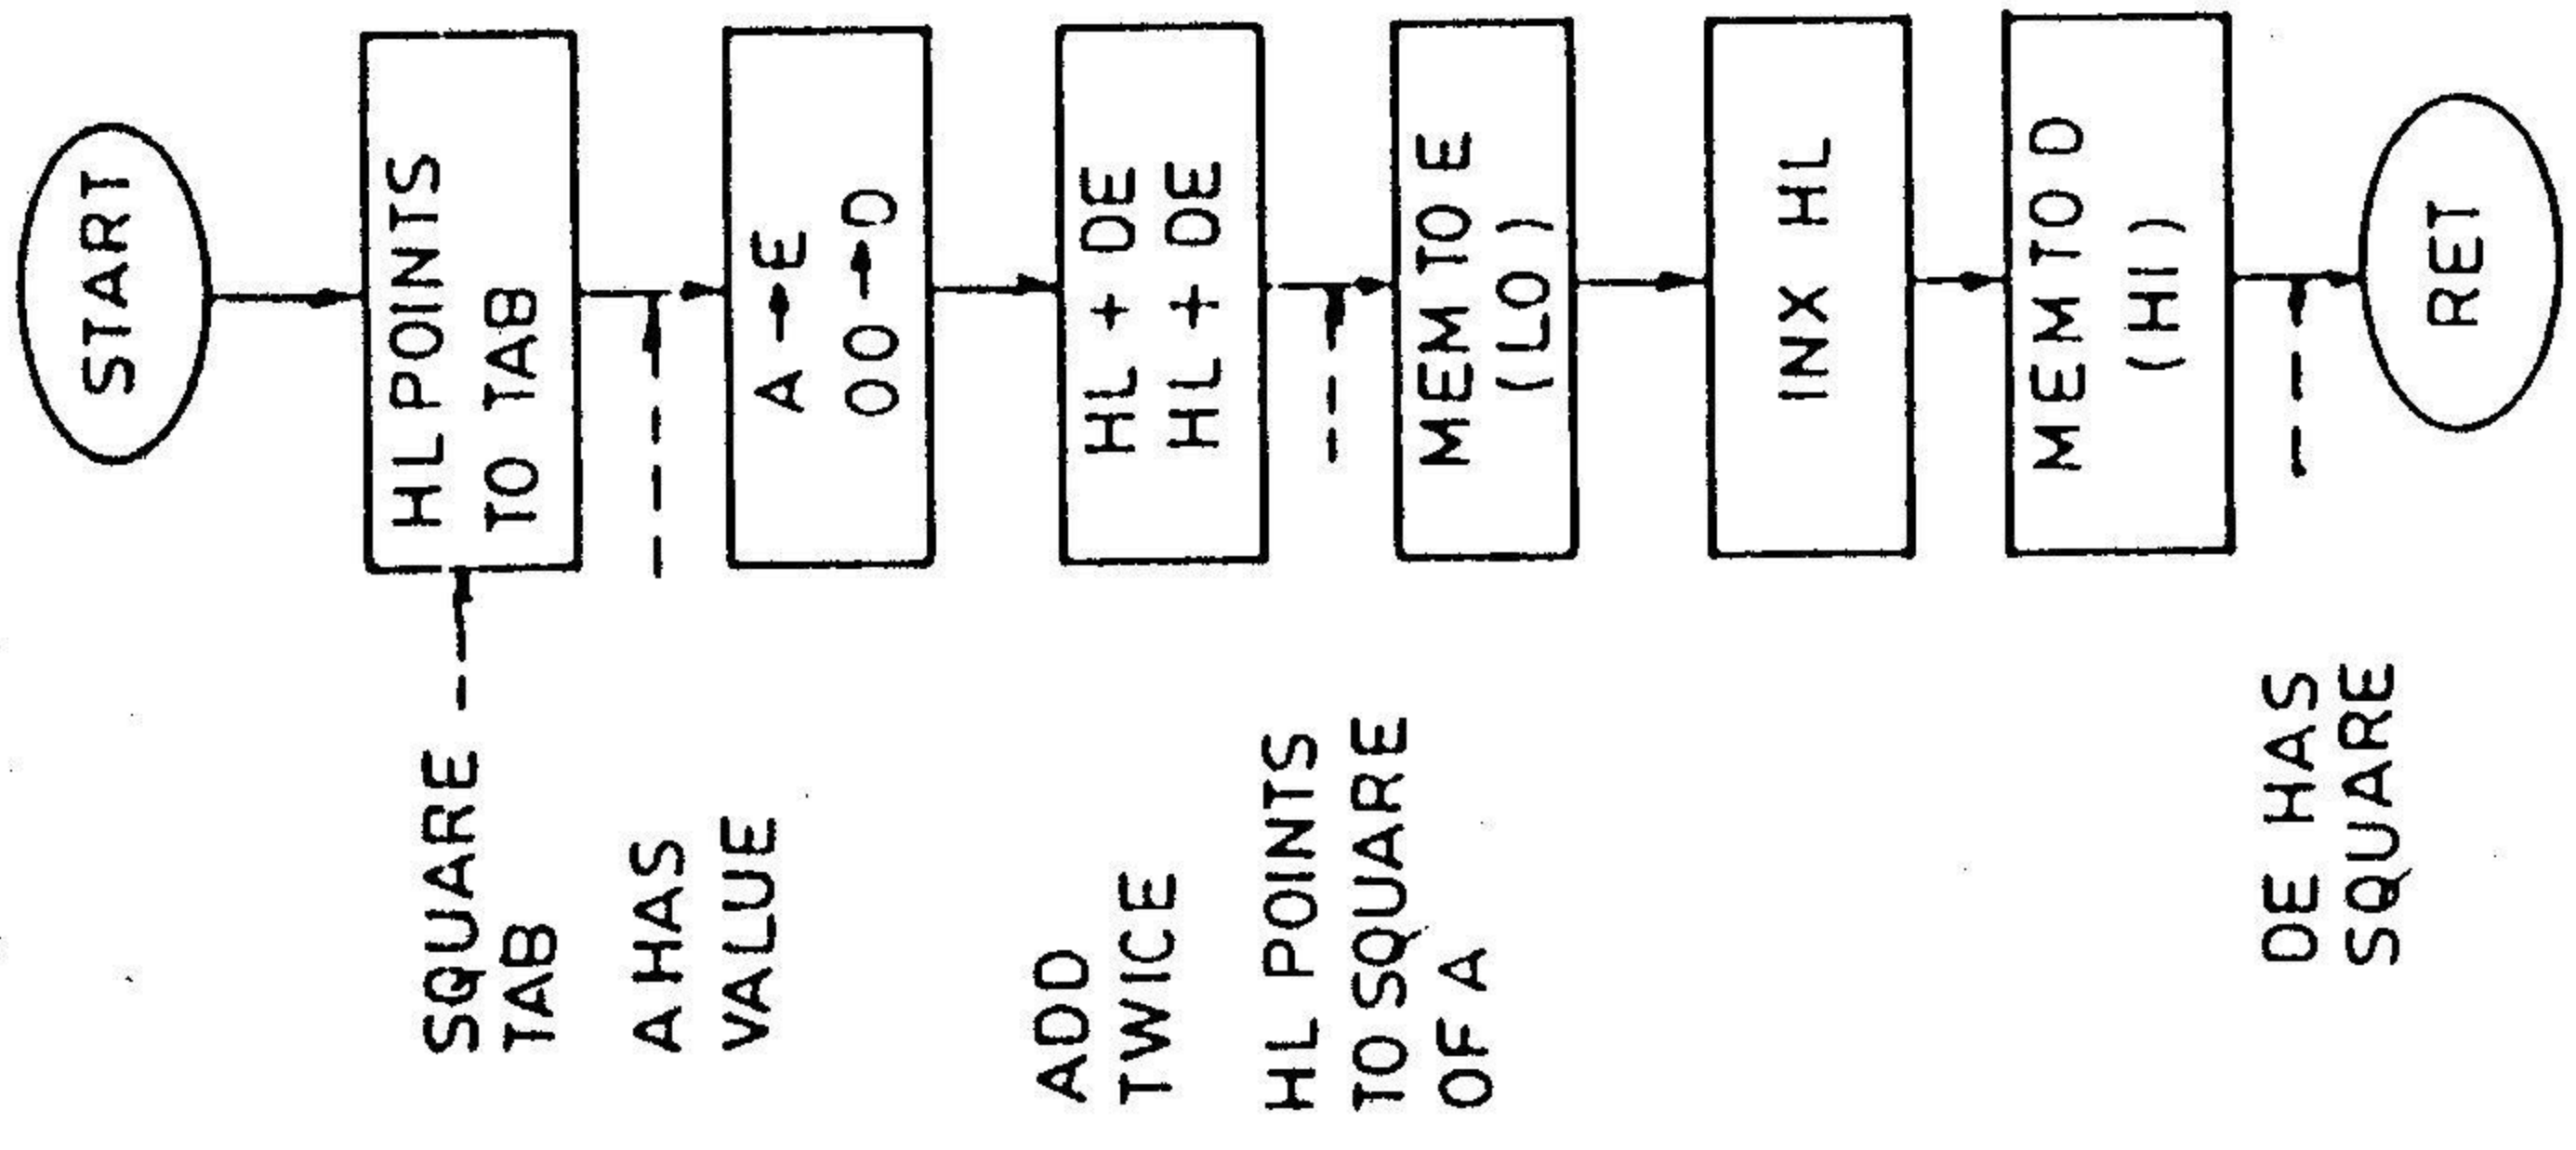 START
SQUARE
TAB
HL POINTS
TO TAB
A HAS
VALUE
A → E
00 → D
ADD
TWICE
HL + DE
HL + DE
HL POINTS
TO SQUARE
OF A
MEM TO E
(LO)
INX HL
MEM TO D
(HI)
DE HAS
SQUARE
RET